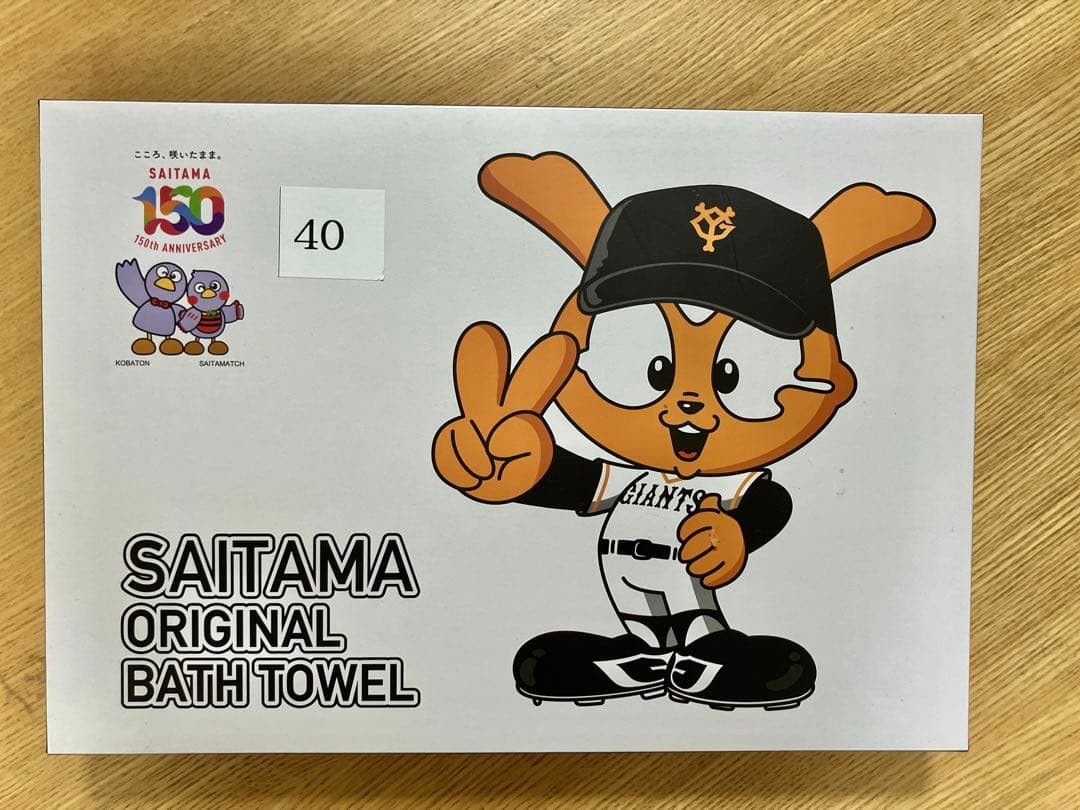 こころ、咲いたまま。
SAITAMA
150
150th ANNIVERSARY
KOBATON SAITAMATCH
40
YG
GIANTS
SAITAMA
ORIGINAL
BATH TOWEL